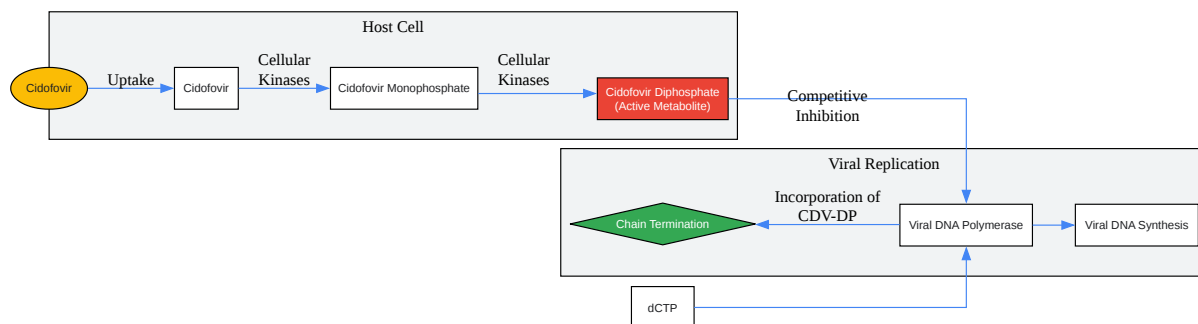 Host Cell
Cidofovir
Uptake
Cidofovir
Cellular
Kinases
Cidofovir Monophosphate
Cellular
Kinases
Cidofovir Diphosphate
(Active Metabolite)
Competitive
Inhibition
Viral Replication
Chain Termination
Incorporation of
CDV-DP
Viral DNA Polymerase
Viral DNA Synthesis
dCTP